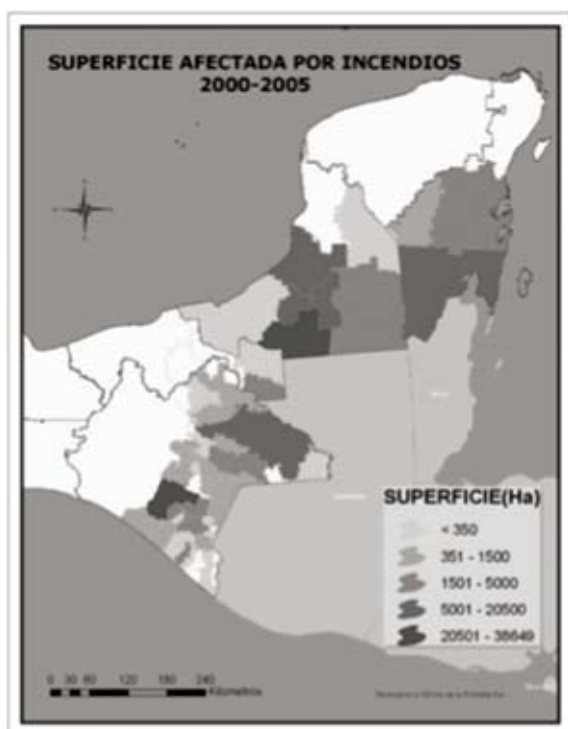 SUPERFICIE AFECTADA POR INCENDIOS
2000-2005
SUPERFICIE(Ha)
< 350
351 - 1500
1501 - 5000
5001 - 20500
20501 - 38649
0 30 60 120 180 240
Kilometros